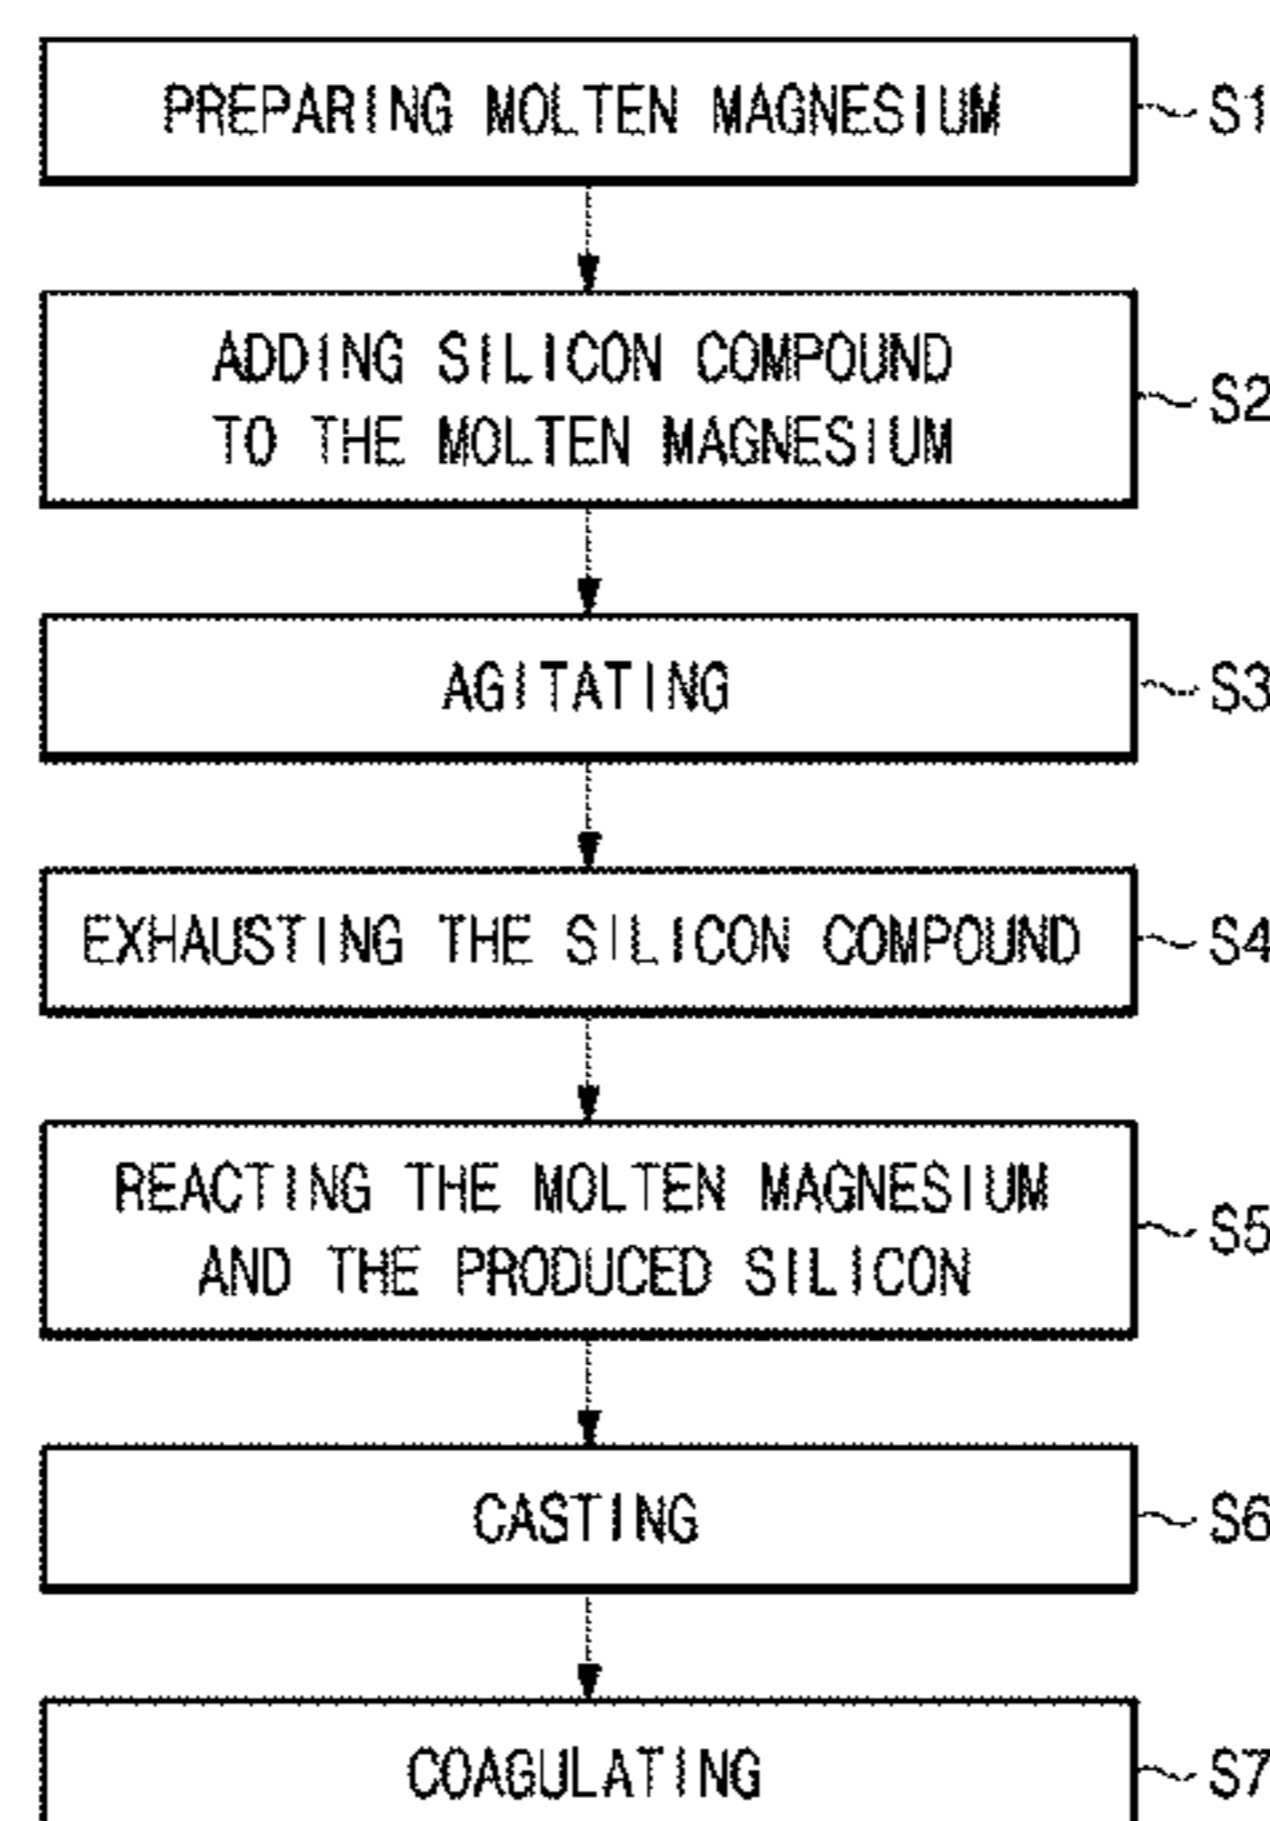 PREPARING MOLTEN MAGNESIUM
S1
ADDING SILICON COMPOUND
TO THE MOLTEN MAGNESIUM
S2
AGITATING
S3
EXHAUSTING THE SILICON COMPOUND
S4
REACTING THE MOLTEN MAGNESIUM
AND THE PRODUCED SILICON
S5
CASTING
S6
COAGULATING
S7